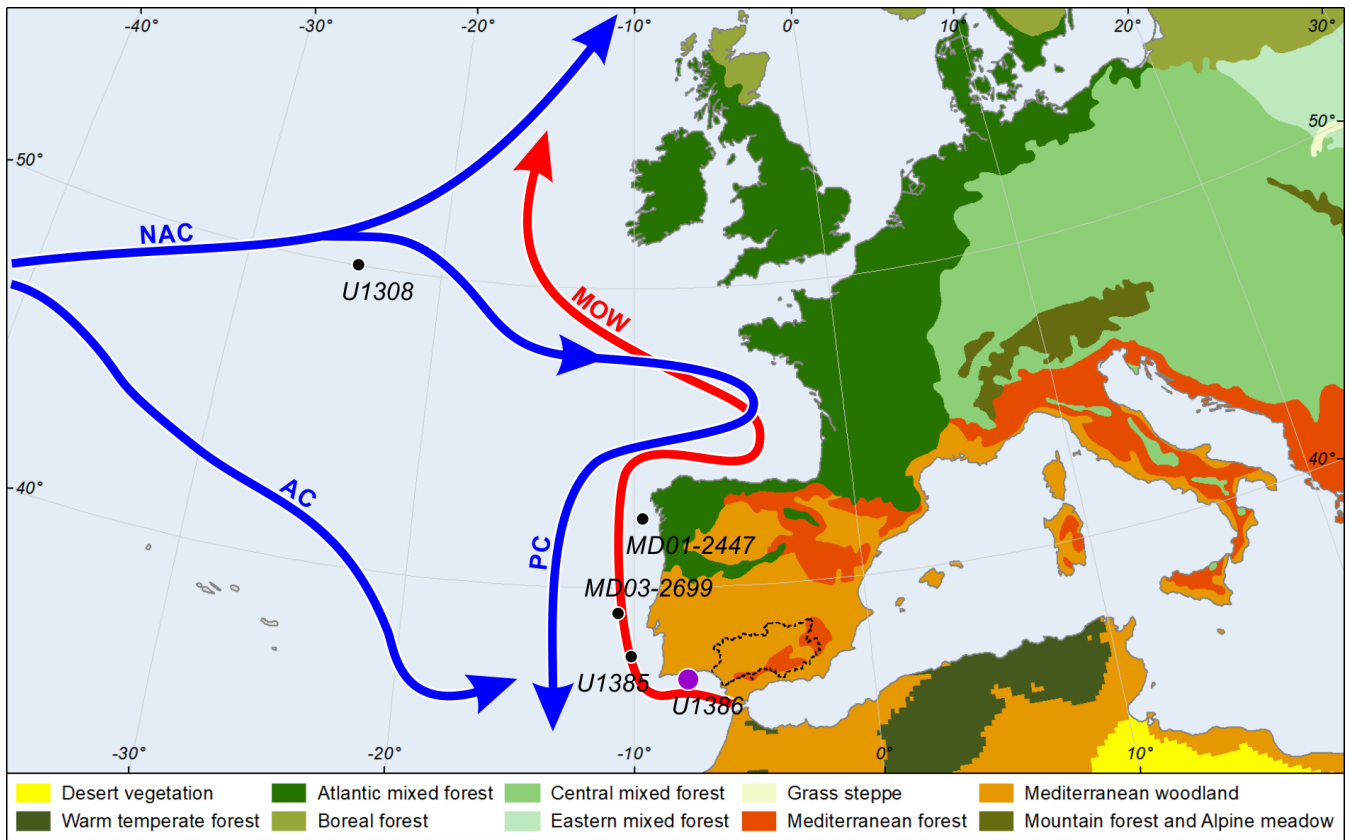 -40°
-30°
-20°
-10°
0°
10°
20°
30°
50°
50°
NAC
U1308
MOW
40°
40°
AC
PC
MD01-2447
MD03-2699
U1385
U1386
-30°
-20°
-10°
0°
10°
Desert vegetation
Atlantic mixed forest
Central mixed forest
Grass steppe
Mediterranean woodland
Warm temperate forest
Boreal forest
Eastern mixed forest
Mediterranean forest
Mountain forest and Alpine meadow